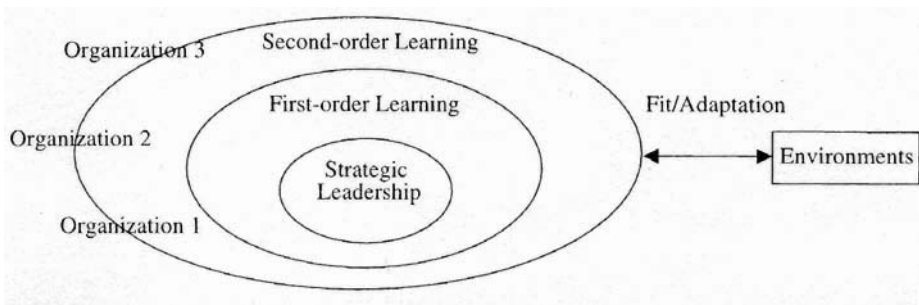 Organization 3
Second-order Learning
First-order Learning
Fit/Adaptation
Organization 2
Strategic
Leadership
Environments
Organization 1